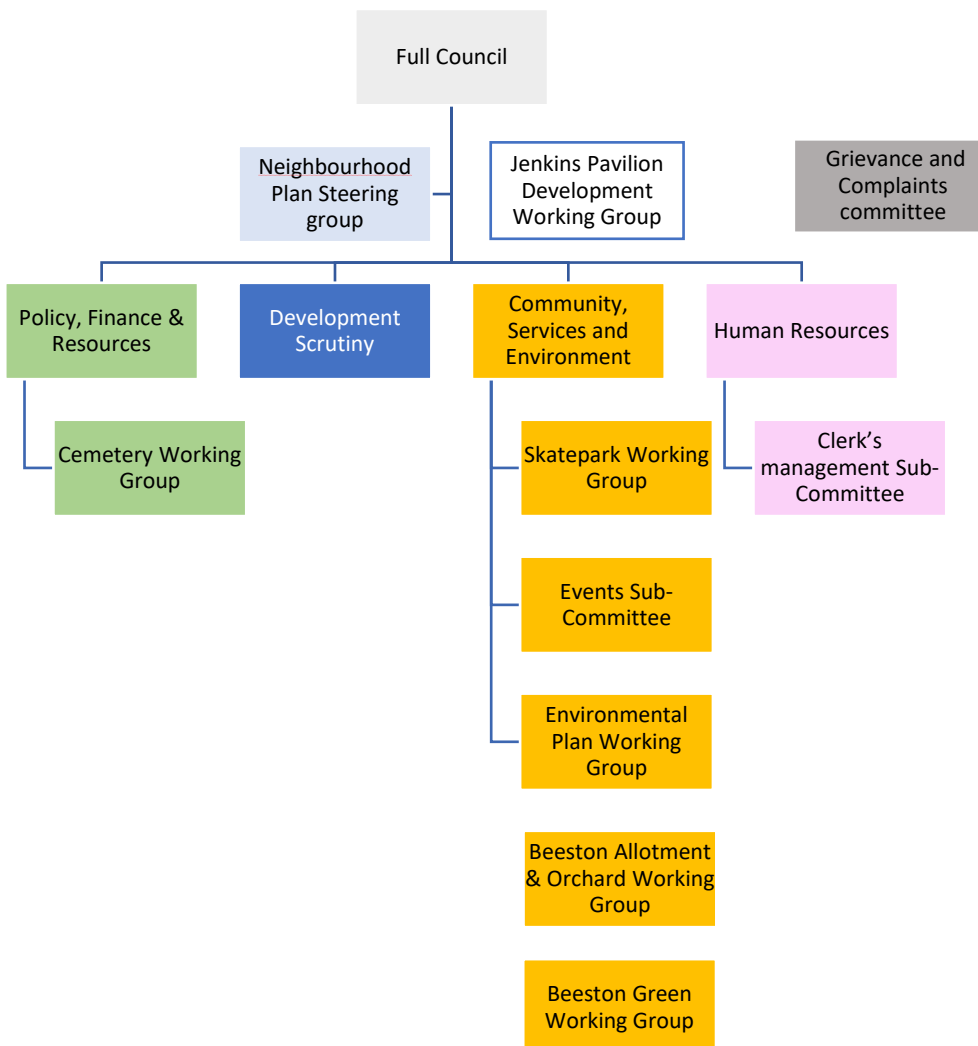 Full Council
Neighbourhood
Plan Steering
group
Jenkins Pavilion
Development
Working Group
Grievance and
Complaints
committee
Policy, Finance &
Resources
Development
Scrutiny
Community,
Services and
Environment
Human Resources
Cemetery Working
Group
Skatepark Working
Group
Clerk’s
management Sub-
Committee
Events Sub-
Committee
Environmental
Plan Working
Group
Beeston Allotment
& Orchard Working
Group
Beeston Green
Working Group